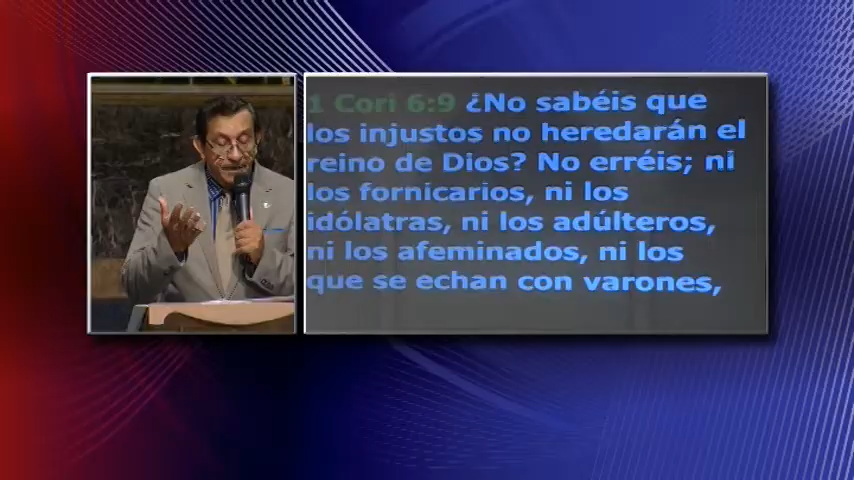 1 Cori 6:9 ¿No sabéis que
los injustos no heredarán el
reino de Dios? No erréis; ni
los fornicarios, ni los
idólatras, ni los adúlteros,
ni los afeminados, ni los
que se echan con varones,